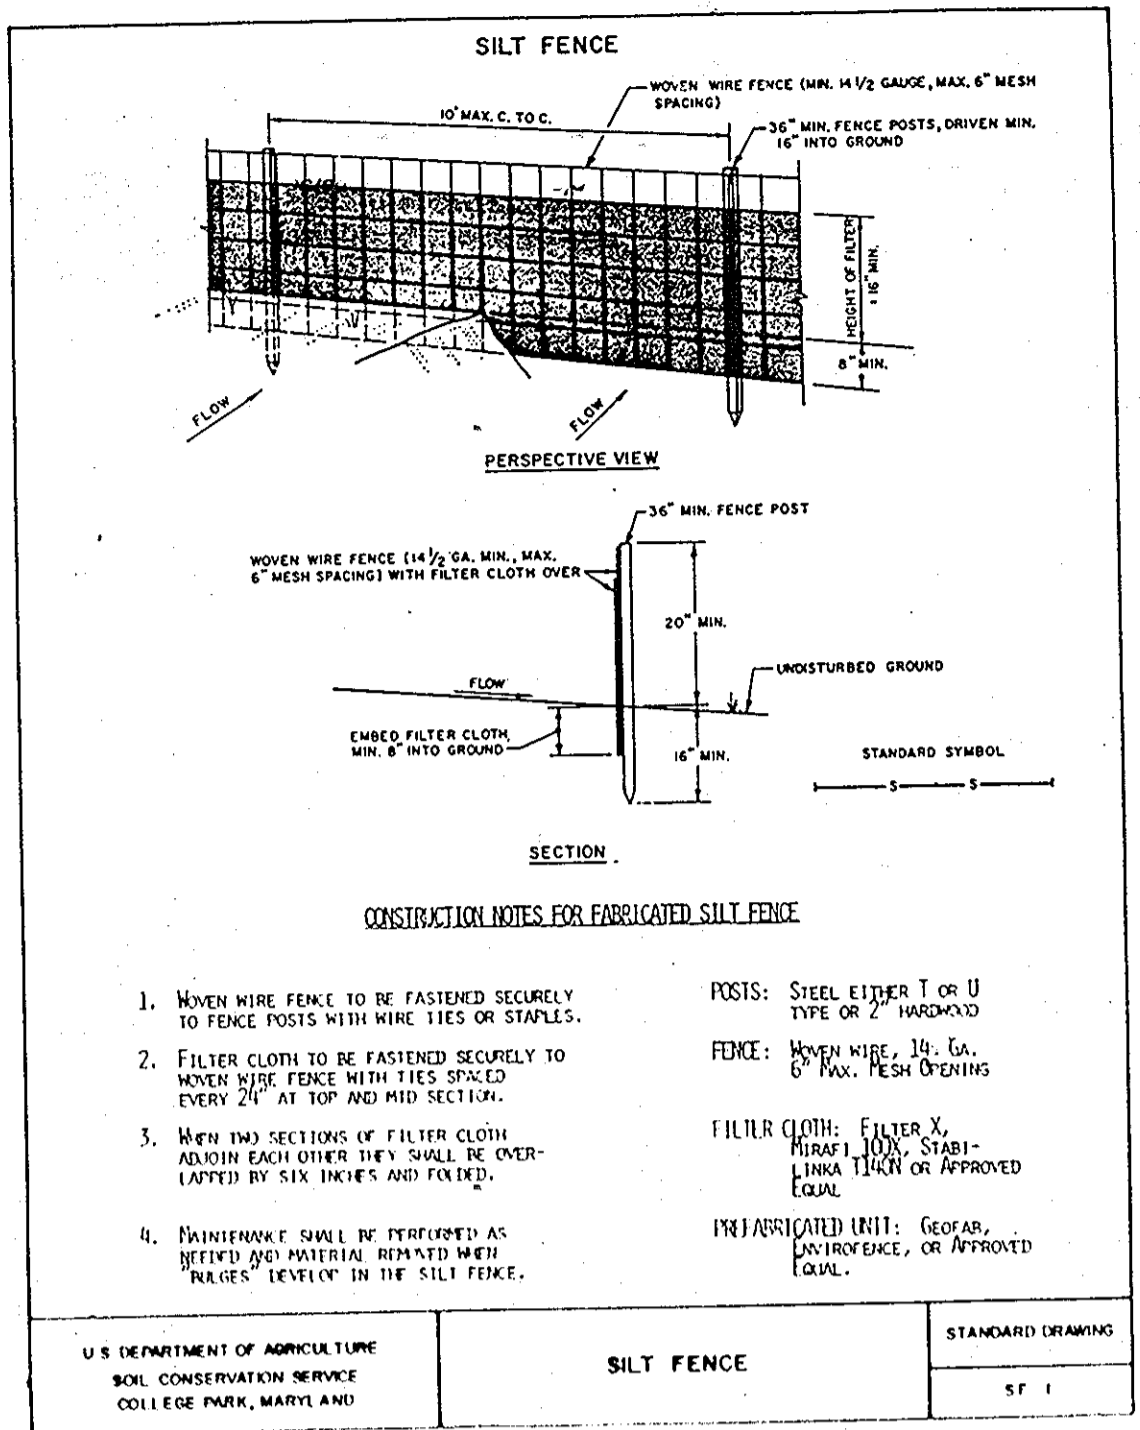 SILT FENCE
WOVEN WIRE FENCE (MIN. 14 1/2 GAUGE, MAX. 6" MESH
SPACING)
10' MAX. C. TO C.
36" MIN. FENCE POSTS, DRIVEN MIN.
16" INTO GROUND
HEIGHT OF FILTER
= 16" MIN.
8" MIN.
FLOW
FLOW
PERSPECTIVE VIEW
36" MIN. FENCE POST
WOVEN WIRE FENCE (14 1/2 GA. MIN., MAX.
6" MESH SPACING) WITH FILTER CLOTH OVER
20" MIN.
UNDISTURBED GROUND
FLOW
EMBED FILTER CLOTH
MIN. 8" INTO GROUND
16" MIN.
STANDARD SYMBOL
S S
SECTION
CONSTRUCTION NOTES FOR FABRICATED SILT FENCE
1. WOVEN WIRE FENCE TO BE FASTENED SECURELY
TO FENCE POSTS WITH WIRE TIES OR STAPLES.
2. FILTER CLOTH TO BE FASTENED SECURELY TO
WOVEN WIRE FENCE WITH TIES SPACED
EVERY 24" AT TOP AND MID SECTION.
3. WHEN TWO SECTIONS OF FILTER CLOTH
ADJOIN EACH OTHER THEY SHALL BE OVER-
LAPPED BY SIX INCHES AND FOLDED.
4. MAINTENANCE SHALL BE PERFORMED AS
NEEDED AND MATERIAL REMOVED WHEN
"BULGES" DEVELOP IN THE SILT FENCE.
POSTS: STEEL EITHER T OR U
TYPE OR 2" HARDWOOD
FENCE: WOVEN WIRE, 14 GA.
6" MAX. MESH OPENING
FILTER CLOTH: FILTER X,
MIRAFI 100X, STABI-
LINKA T140N OR APPROVED
EQUAL
PREFABRICATED UNIT: GEOFAB,
ENVIROFENCE, OR APPROVED
EQUAL.
U S DEPARTMENT OF AGRICULTURE
SOIL CONSERVATION SERVICE
COLLEGE PARK, MARYLAND
SILT FENCE
STANDARD DRAWING
SF 1